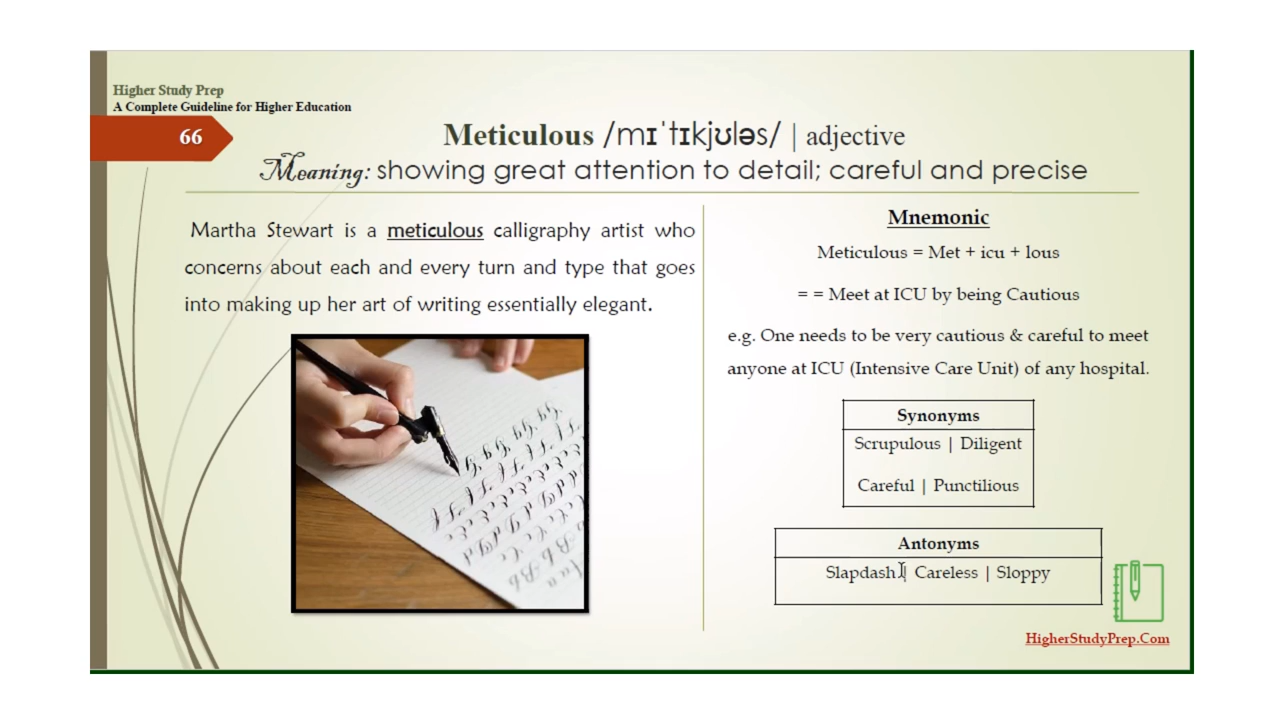 Higher Study Prep
A Complete Guideline for Higher Education
66
Meticulous /mɪˈtɪkjʊləs/ | adjective
Meaning: showing great attention to detail; careful and precise
Martha Stewart is a meticulous calligraphy artist who
concerns about each and every turn and type that goes
into making up her art of writing essentially elegant.
Mnemonic
Meticulous = Met + icu + lous
= = Meet at ICU by being Cautious
e.g. One needs to be very cautious & careful to meet
anyone at ICU (Intensive Care Unit) of any hospital.
Synonyms
Scrupulous | Diligent
Careful | Punctilious
Antonyms
Slapdash | Careless | Sloppy
HigherStudyPrep.Com